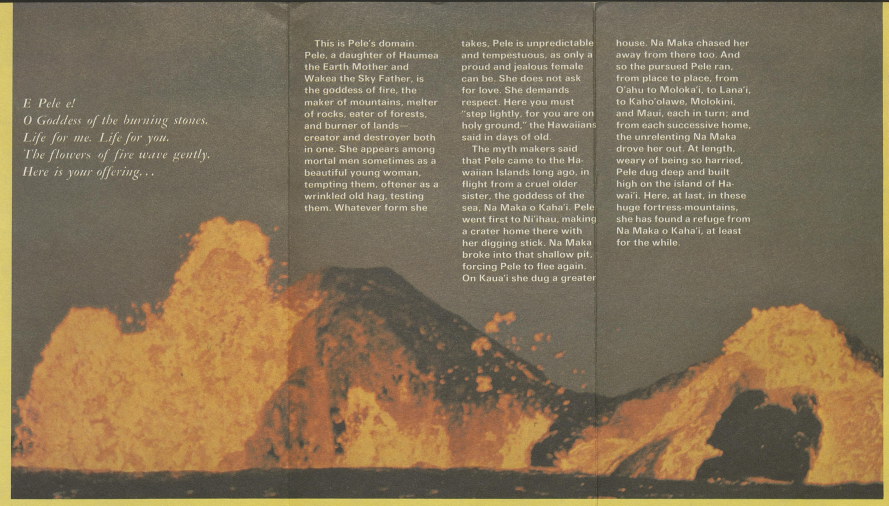 E Pele e!
O Goddess of the burning stones.
Life for me. Life for you.
The flowers of fire wave gently.
Here is your offering...
This is Pele's domain.
Pele, a daughter of Haumea
the Earth Mother and
Wakea the Sky Father, is
the goddess of fire, the
maker of mountains, melter
of rocks, eater of forests,
and burner of lands—
creator and destroyer both
in one. She appears among
mortal men sometimes as a
beautiful young woman,
tempting them, oftener as a
wrinkled old hag, testing
them. Whatever form she
takes, Pele is unpredictable
and tempestuous, as only a
proud and jealous female
can be. She does not ask
for love. She demands
respect. Here you must
"step lightly, for you are on
holy ground," the Hawaiians
said in days of old.
The myth makers said
that Pele came to the Ha-
waiian Islands long ago, in
flight from a cruel older
sister, the goddess of the
sea, Na Maka o Kaha'i. Pele
went first to Ni'ihau, making
a crater home there with
her digging stick. Na Maka
broke into that shallow pit,
forcing Pele to flee again.
On Kaua'i she dug a greater
house. Na Maka chased her
away from there too. And
so the pursued Pele ran,
from place to place, from
O'ahu to Moloka'i, to Lana'i,
to Kaho'olawe, Molokini,
and Maui, each in turn; and
from each successive home,
the unrelenting Na Maka
drove her out. At length,
weary of being so harried,
Pele dug deep and built
high on the island of Ha-
wai'i. Here, at last, in these
huge fortress-mountains,
she has found a refuge from
Na Maka o Kaha'i, at least
for the while.